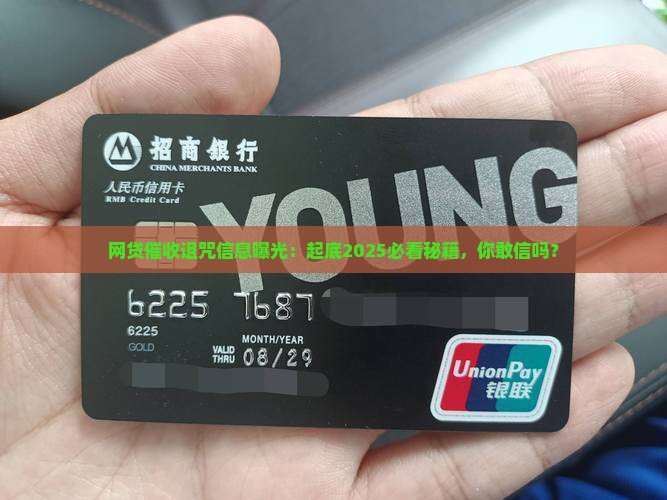 招商银行
CHINA MERCHANTS BANK
人民币信用卡
RMB Credit Card
YOUNG
网贷催收诅咒信息曝光：起底2025必看秘籍，你敢信吗？
6225 7687
6225
GOLD
MONTH/YEAR
VALID THRU 08/29
UnionPay
银联